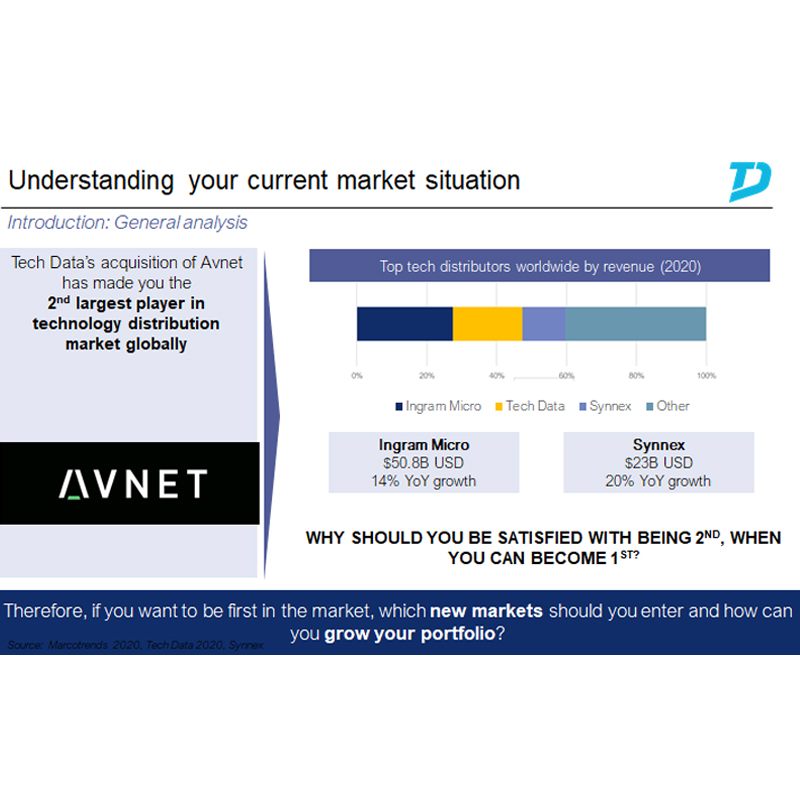 Understanding your current market situation
TD
Introduction: General analysis
Tech Data's acquisition of Avnet
has made you the
2nd largest player in
technology distribution
market globally
AVNET
Top tech distributors worldwide by revenue (2020)
0% 20% 40% 60% 80% 100%
Ingram Micro Tech Data Synnex Other
Ingram Micro
$50.8B USD
14% YoY growth
Synnex
$23B USD
20% YoY growth
WHY SHOULD YOU BE SATISFIED WITH BEING 2ND, WHEN
YOU CAN BECOME 1ST?
Therefore, if you want to be first in the market, which new markets should you enter and how can
you grow your portfolio?
Source: Marcotrends 2020, Tech Data 2020, Synnex